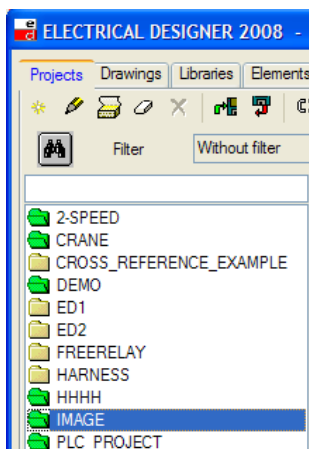 ELECTRICAL DESIGNER 2008 -
Projects Drawings Libraries Elements
Filter Without filter
2-SPEED
CRANE
CROSS_REFERENCE_EXAMPLE
DEMO
ED1
ED2
FREERELAY
HARNESS
HHHH
IMAGE
PLC_PROJECT